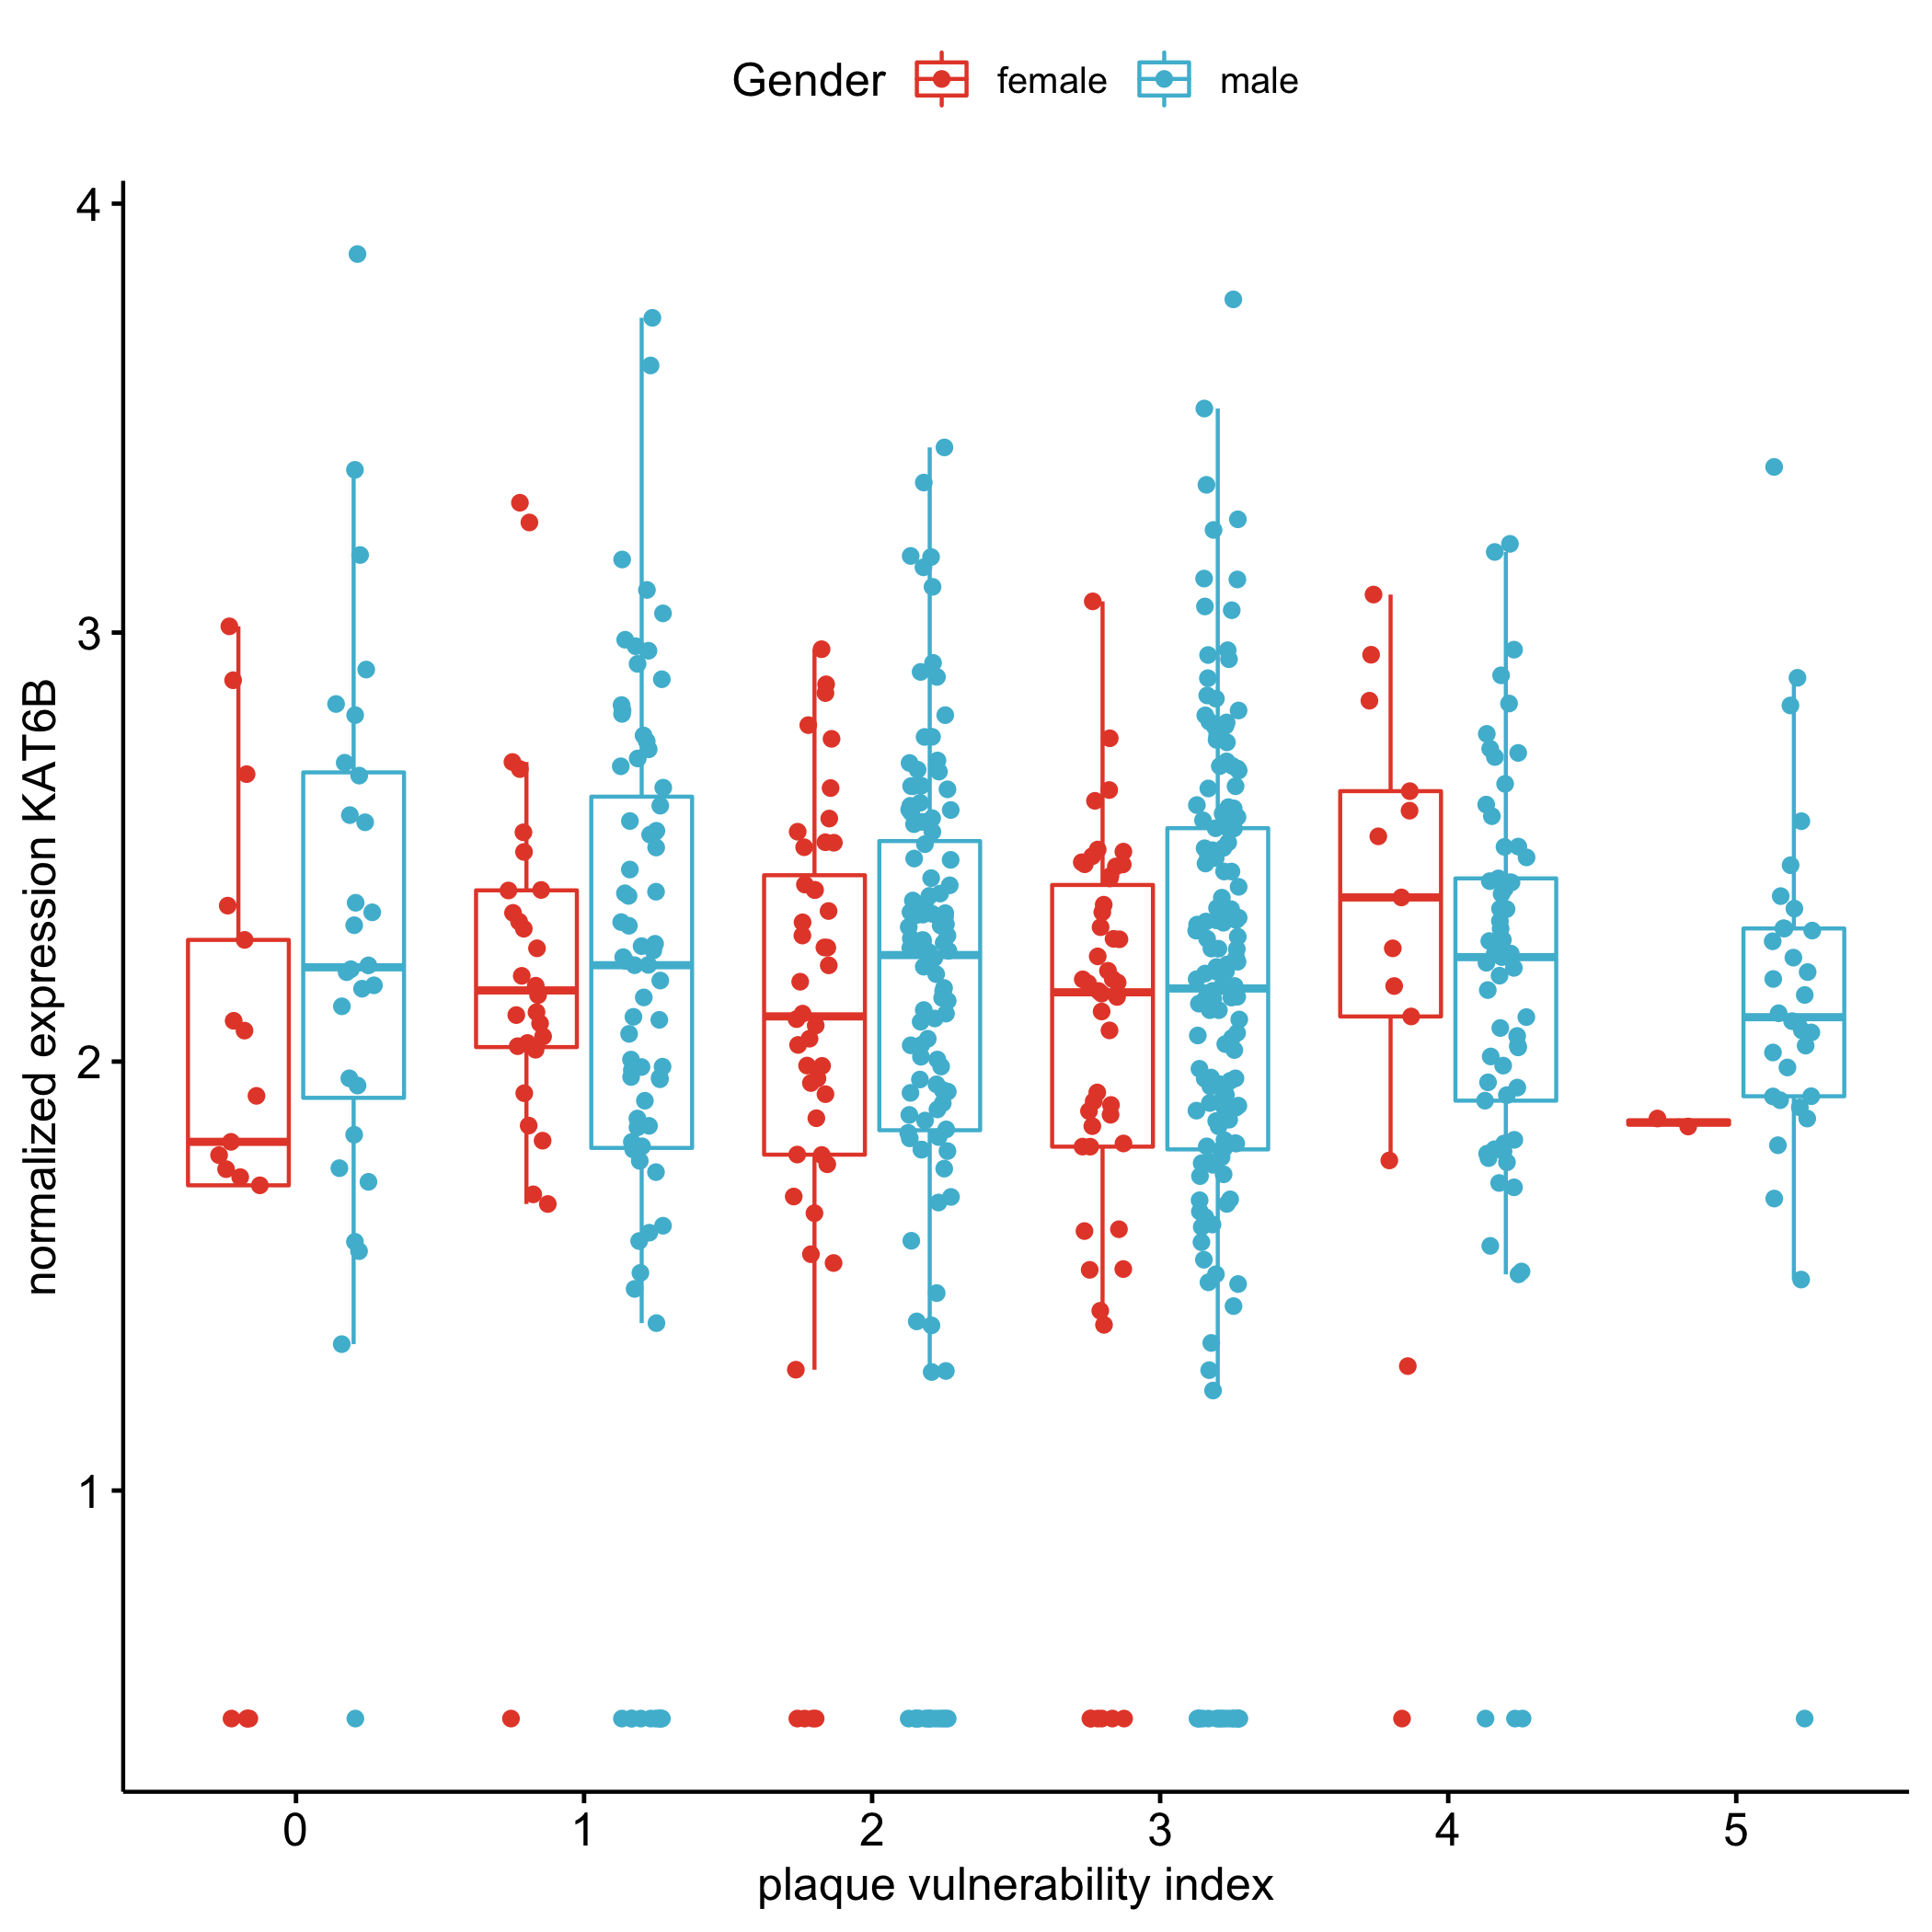 Gender female male
normalized expression KAT6B
4
3
2
1
0 1 2 3 4 5
plaque vulnerability index